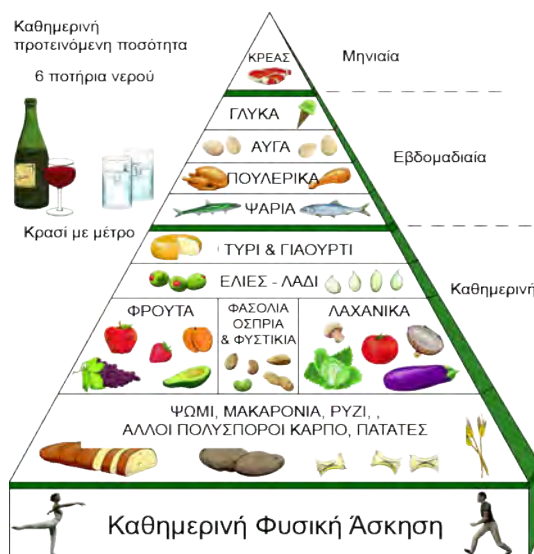 Καθημερινή
προτεινόμενη ποσότητα
6 ποτήρια νερού
Κρασί με μέτρο
Μηνιαία
Εβδομαδιαία
Καθημερινή
ΚΡΕΑΣ
ΓΛΥΚΑ
ΑΥΓΑ
ΠΟΥΛΕΡΙΚΑ
ΨΑΡΙΑ
ΤΥΡΙ & ΓΙΑΟΥΡΤΙ
ΕΛΙΕΣ - ΛΑΔΙ
ΦΡΟΥΤΑ
ΦΑΣΟΛΙΑ
ΟΣΠΡΙΑ
& ΦΥΣΤΙΚΙΑ
ΛΑΧΑΝΙΚΑ
ΨΩΜΙ, ΜΑΚΑΡΟΝΙΑ, ΡΥΖΙ, ,
ΑΛΛΟΙ ΠΟΛΥΣΠΟΡΟΙ ΚΑΡΠΟ, ΠΑΤΑΤΕΣ
Καθημερινή Φυσική Άσκηση